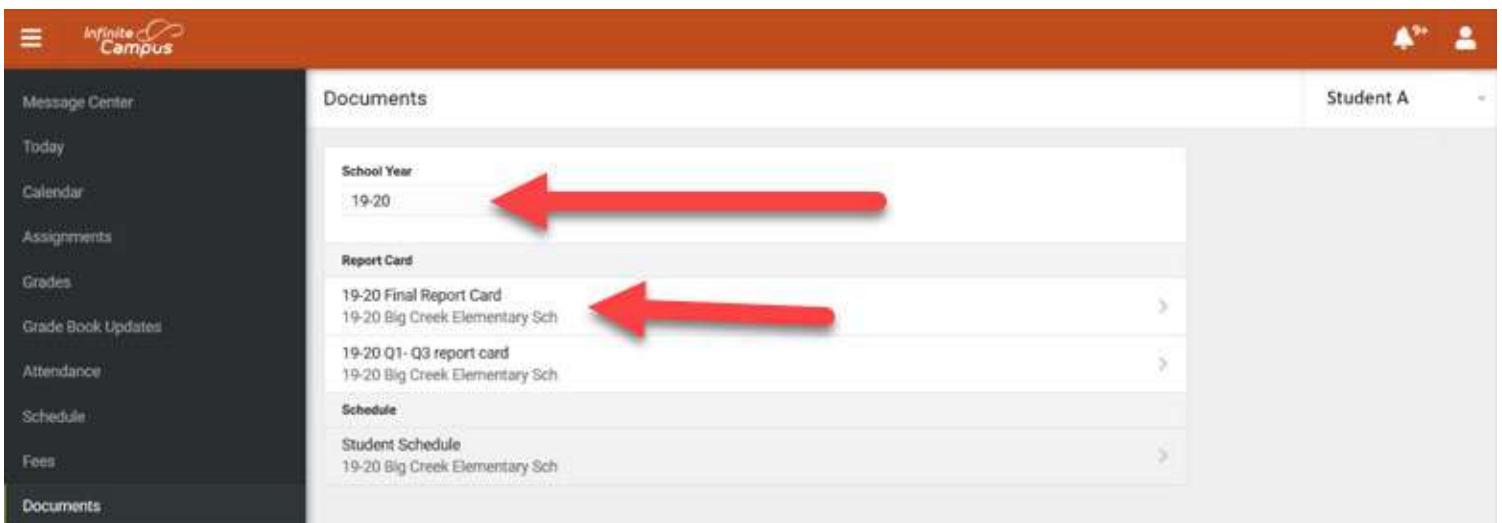 Infinite
Campus
9+
Message Center
Today
Calendar
Assignments
Grades
Grade Book Updates
Attendance
Schedule
Fees
Documents
Documents
Student A
School Year
19-20
Report Card
19-20 Final Report Card
19-20 Big Creek Elementary Sch
19-20 Q1- Q3 report card
19-20 Big Creek Elementary Sch
Schedule
Student Schedule
19-20 Big Creek Elementary Sch